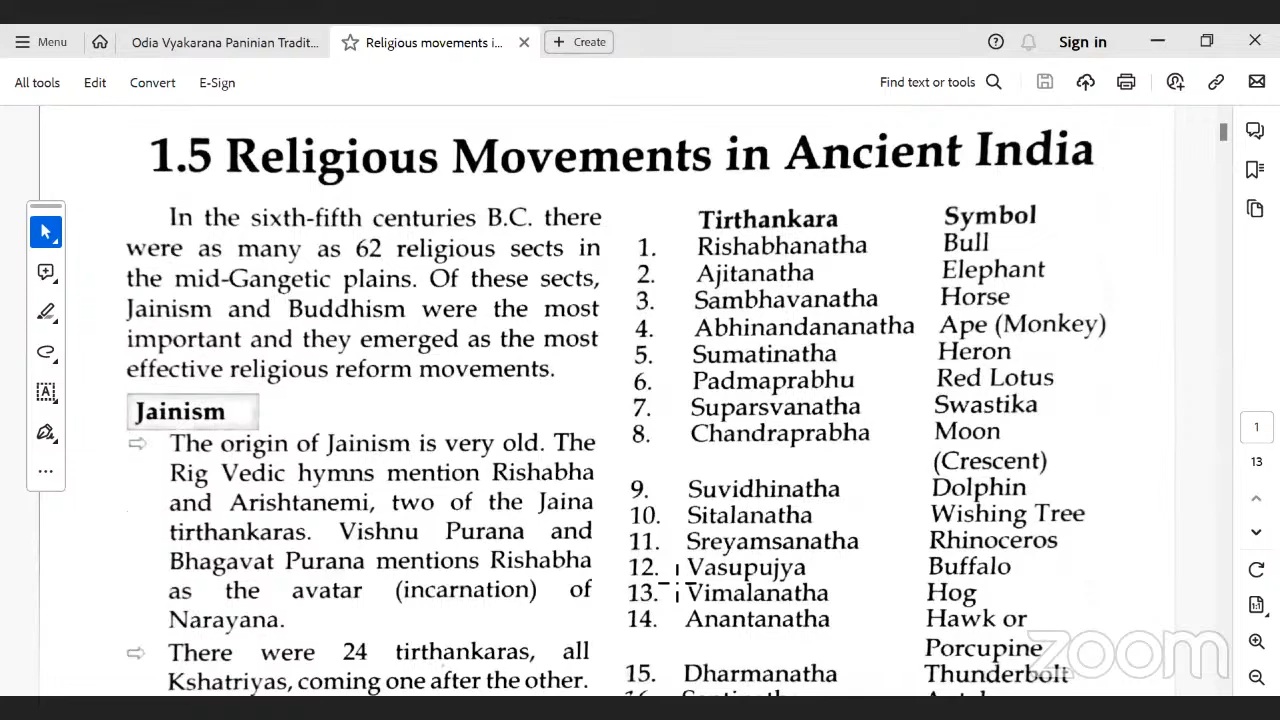 Menu
Odia Vyakarana Paninian Tradit...
Religious movements i...
Create
Sign in
All tools
Edit
Convert
E-Sign
Find text or tools
1.5 Religious Movements in Ancient India
In the sixth-fifth centuries B.C. there
were as many as 62 religious sects in
the mid-Gangetic plains. Of these sects,
Jainism and Buddhism were the most
important and they emerged as the most
effective religious reform movements.
Jainism
⇨ The origin of Jainism is very old. The
Rig Vedic hymns mention Rishabha
and Arishtanemi, two of the Jaina
tirthankaras. Vishnu Purana and
Bhagavat Purana mentions Rishabha
as the avatar (incarnation) of
Narayana.
⇨ There were 24 tirthankaras, all
Kshatriyas, coming one after the other.
Tirthankara Symbol
1. Rishabhanatha Bull
2. Ajitanatha Elephant
3. Sambhavanatha Horse
4. Abhinandananatha Ape (Monkey)
5. Sumatinatha Heron
6. Padmaprabhu Red Lotus
7. Suparsvanatha Swastika
8. Chandraprabha Moon
(Crescent)
9. Suvidhinatha Dolphin
10. Sitalanatha Wishing Tree
11. Sreyamsanatha Rhinoceros
12. Vasupujya Buffalo
13. Vimalanatha Hog
14. Anantanatha Hawk or
Porcupine
15. Dharmanatha Thunderbolt
1
13
zoom